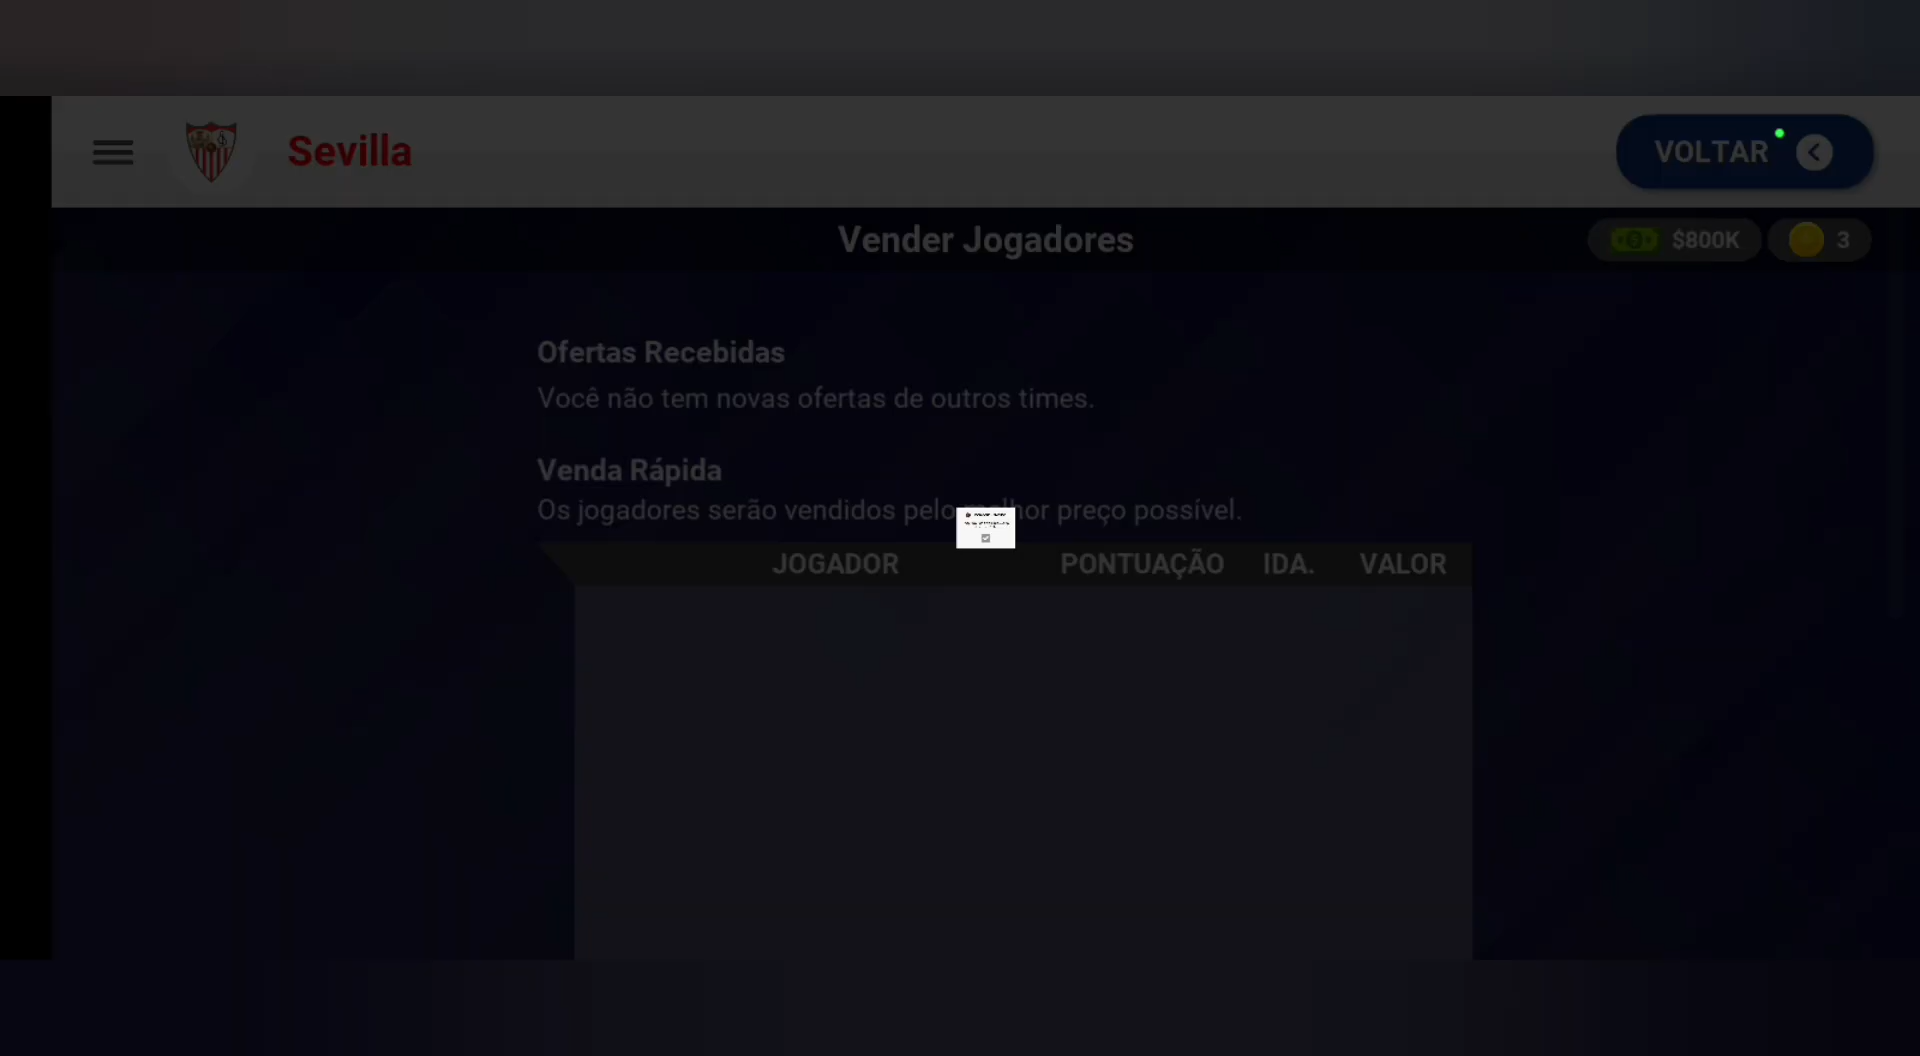 Sevilla
VOLTAR
Vender Jogadores
$800K
3
Ofertas Recebidas
Você não tem novas ofertas de outros times.
Venda Rápida
Os jogadores serão vendidos pelo melhor preço possível.
JOGADOR PONTUAÇÃO IDA. VALOR